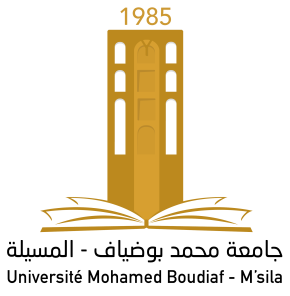 1985
جامعة محمد بوضياف - المسيلة
Université Mohamed Boudiaf - M'sila